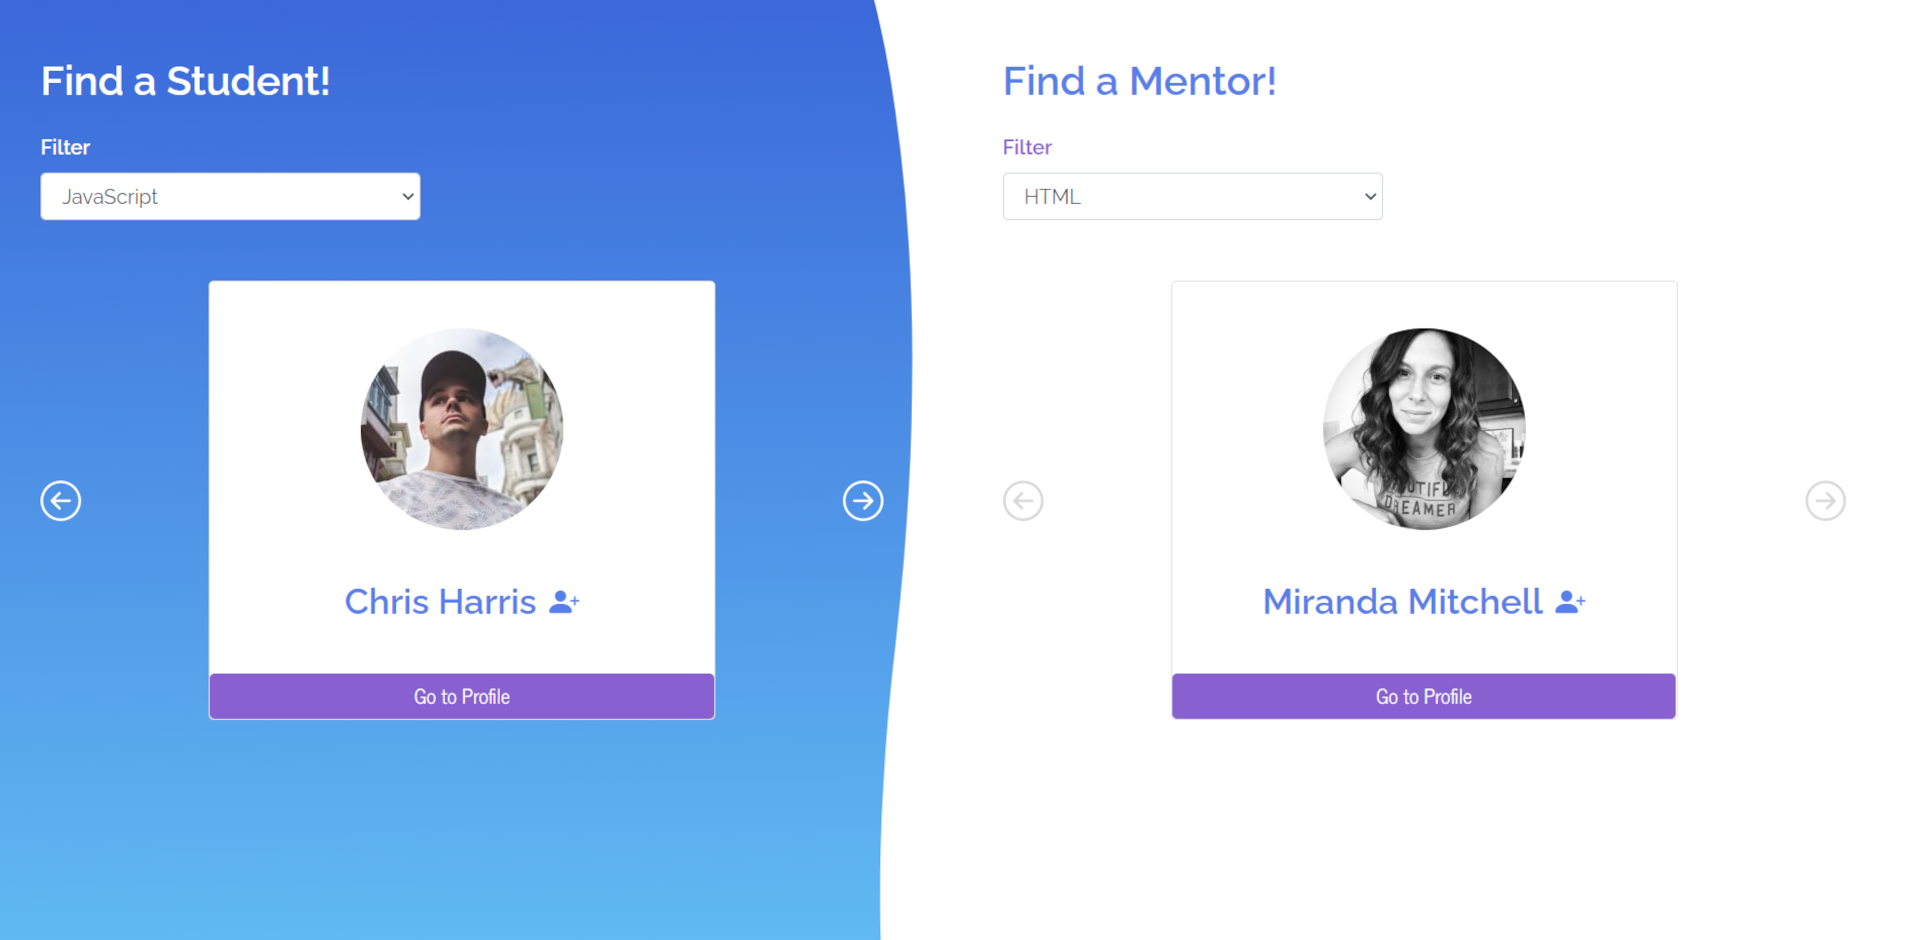 Find a Student!
Filter
JavaScript
Chris Harris
Go to Profile
Find a Mentor!
Filter
HTML
DREAMER
Miranda Mitchell
Go to Profile